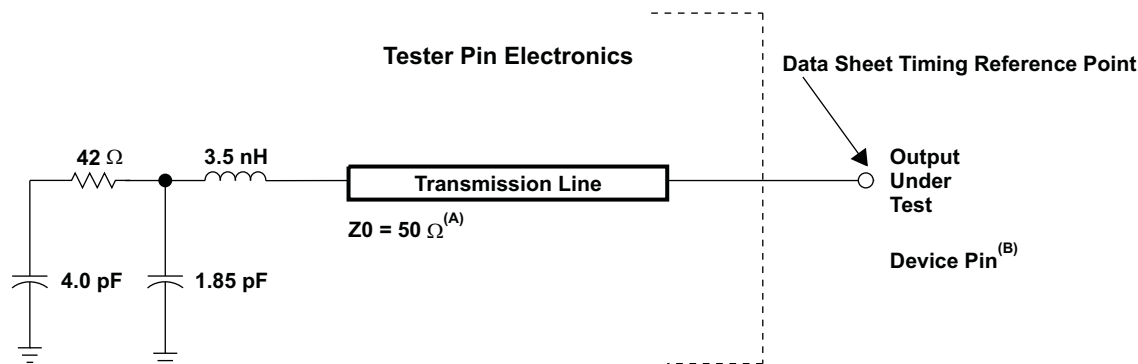 Tester Pin Electronics
Data Sheet Timing Reference Point
42 Ω
3.5 nH
Transmission Line
Output
Under
Test
Z0 = 50 Ω(A)
Device Pin(B)
4.0 pF
1.85 pF